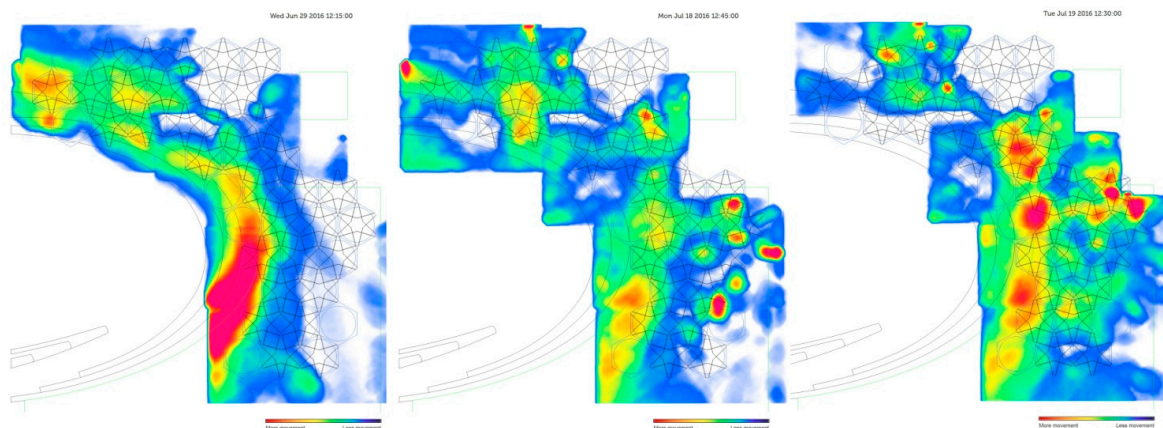 Wed Jun 29 2016 12:15:00
Mon Jul 18 2016 12:45:00
Tue Jul 19 2016 12:30:00
More movement Less movement
More movement Less movement
More movement Less movement